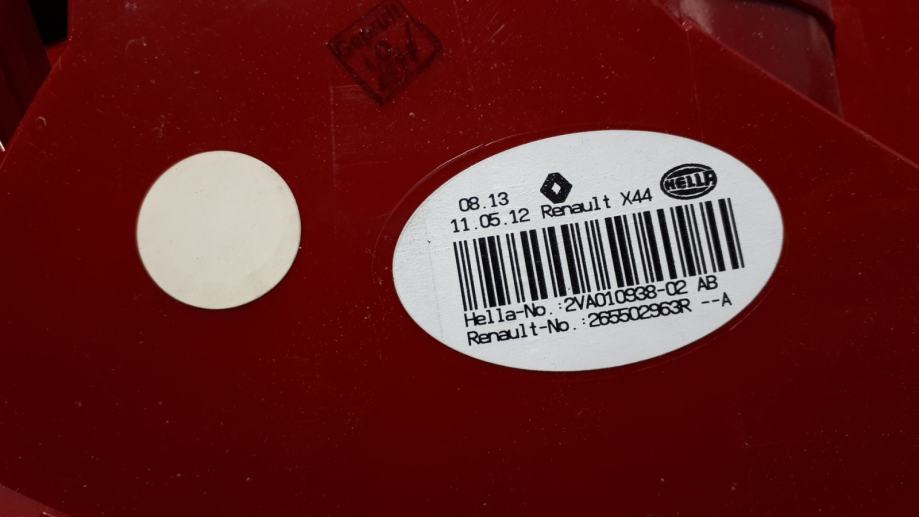 08.13
HELLA
11.05.12 Renault X44
Hella-No.:2VA010938-02 AB
Renault-No.:265502963R --A